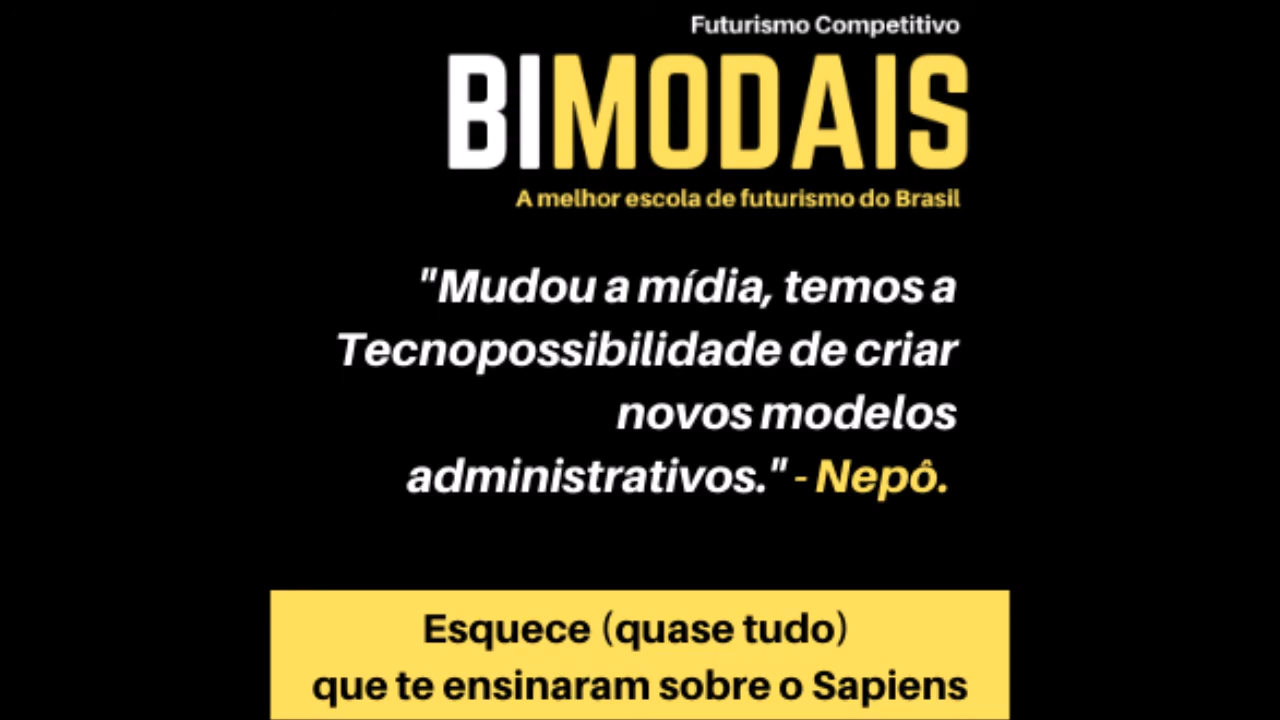 Futurismo Competitivo
BIMODAIS
A melhor escola de futurismo do Brasil
"Mudou a mídia, temos a
Tecnopossibilidade de criar
novos modelos
administrativos." - Nepô.
Esquece (quase tudo)
que te ensinaram sobre o Sapiens